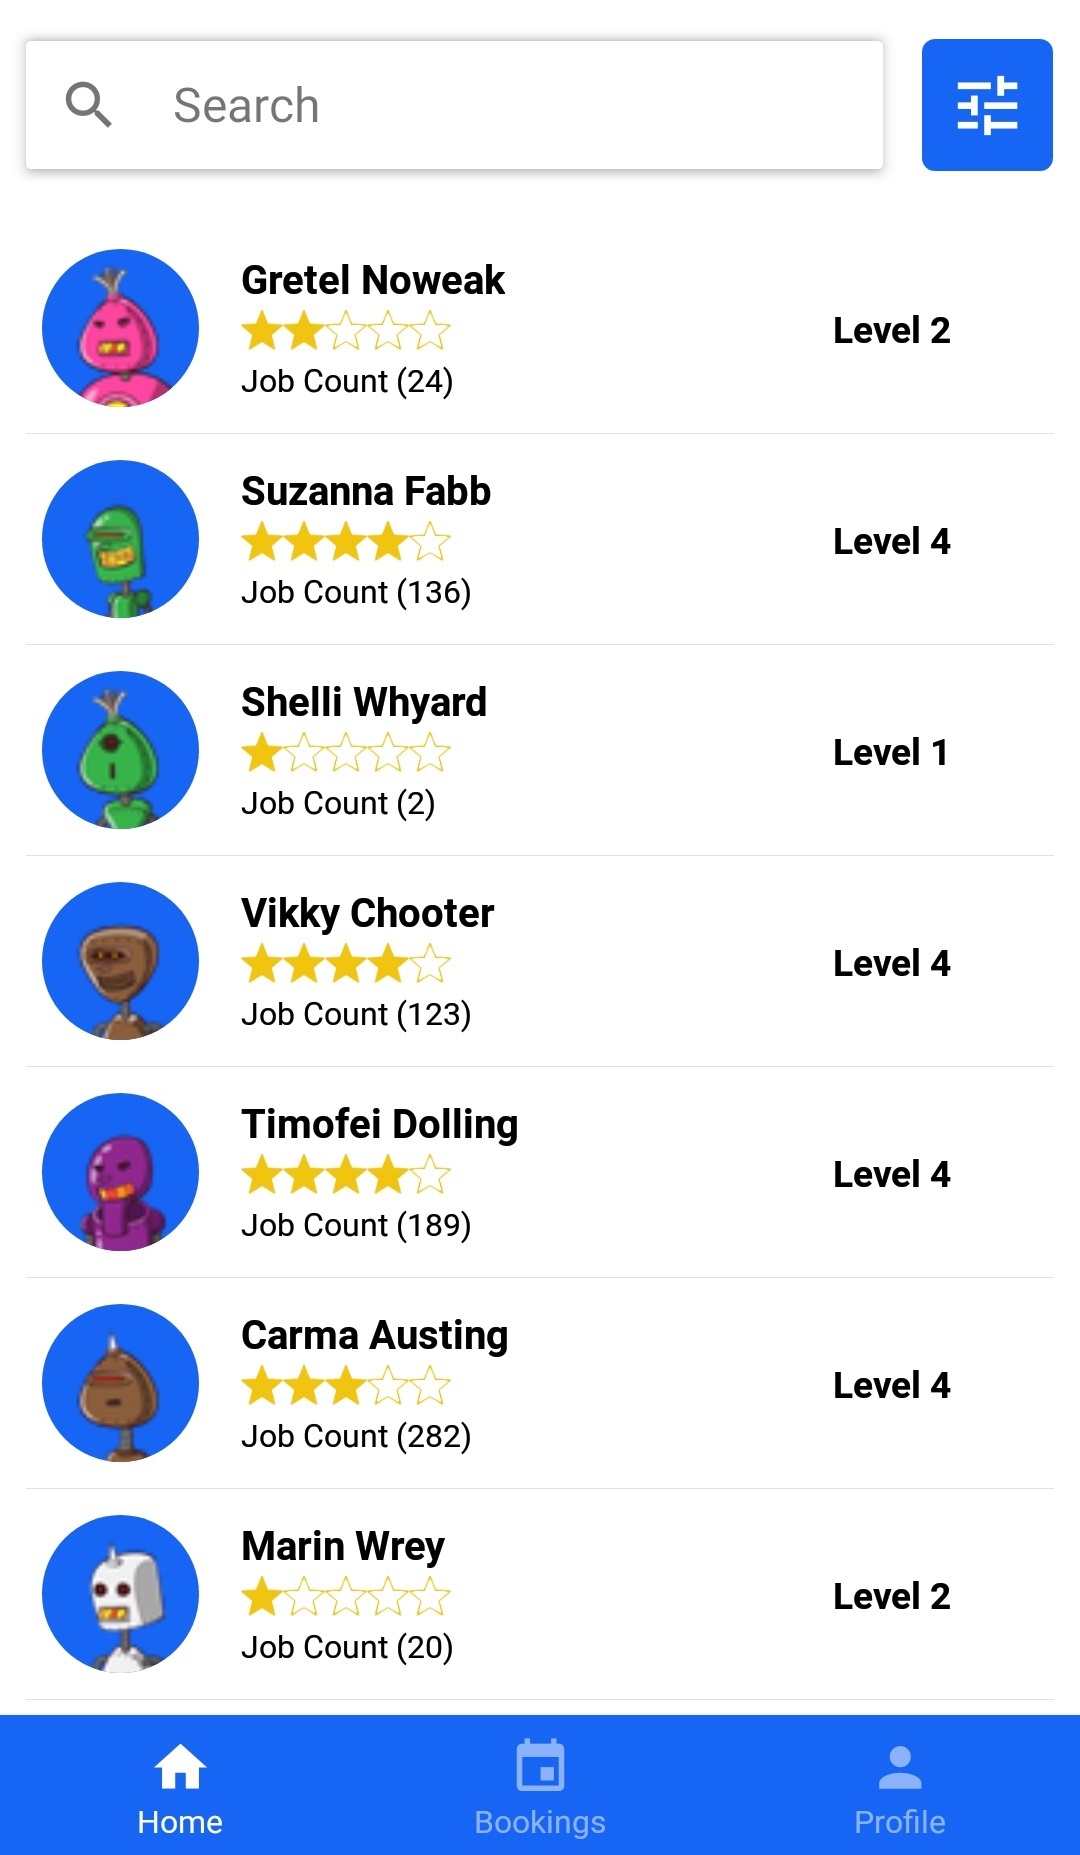 Search
Gretel Noweak
Job Count (24)
Level 2
Suzanna Fabb
Job Count (136)
Level 4
Shelli Whyard
Job Count (2)
Level 1
Vikky Chooter
Job Count (123)
Level 4
Timofei Dolling
Job Count (189)
Level 4
Carma Austing
Job Count (282)
Level 4
Marin Wrey
Job Count (20)
Level 2
Home
Bookings
Profile